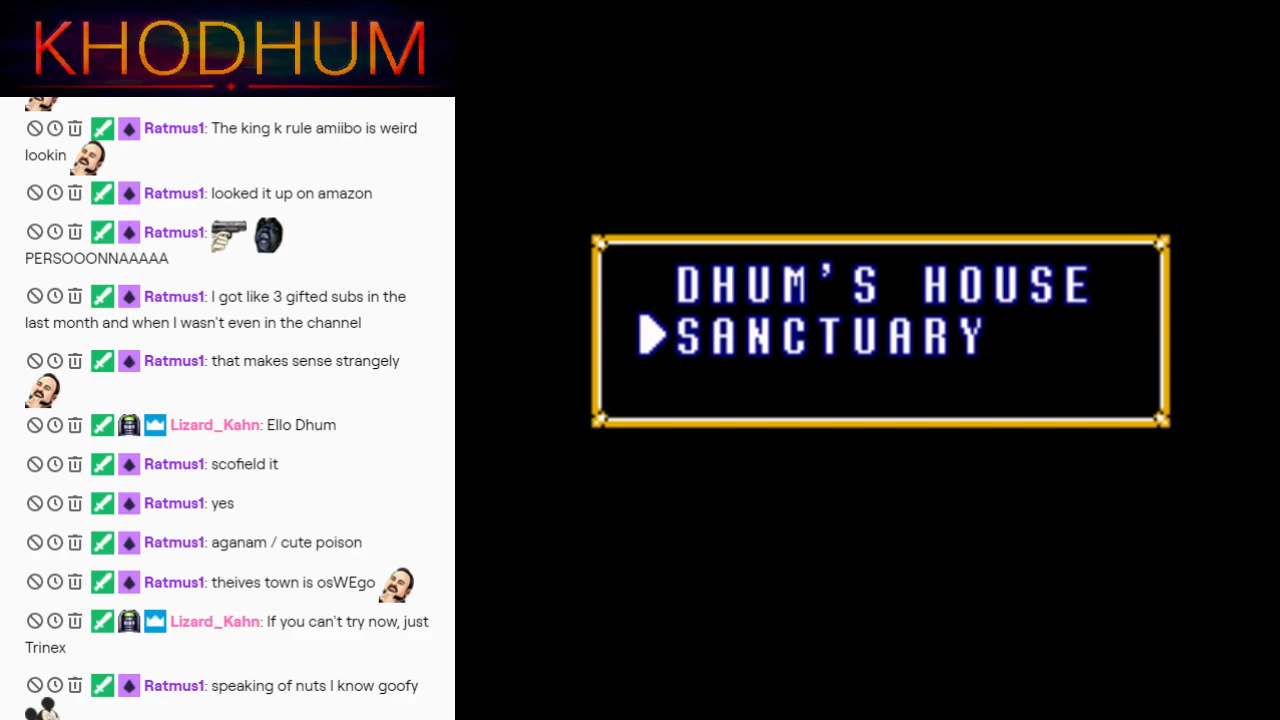 KHODHUM
Ratmus1: The king k rule amiibo is weird
lookin
Ratmus1: looked it up on amazon
Ratmus1:
PERSOOONNAAAAA
Ratmus1: I got like 3 gifted subs in the
last month and when I wasn't even in the channel
Ratmus1: that makes sense strangely
Lizard_Kahn: Ello Dhum
Ratmus1: scofield it
Ratmus1: yes
Ratmus1: aganam / cute poison
Ratmus1: theives town is osWEgo
Lizard_Kahn: If you can't try now, just
Trinex
Ratmus1: speaking of nuts I know goofy
DHUM'S HOUSE
SANCTUARY